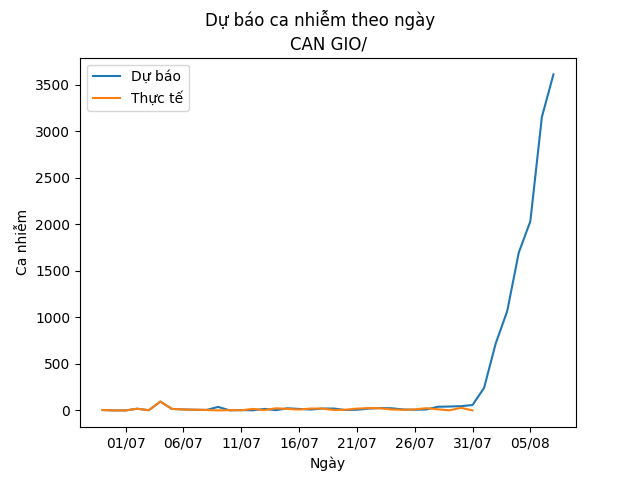 Dự báo ca nhiễm theo ngày
CAN GIO/
Dự báo
Thực tế
Ca nhiễm
3500
3000
2500
2000
1500
1000
500
0
01/07 06/07 11/07 16/07 21/07 26/07 31/07 05/08
Ngày